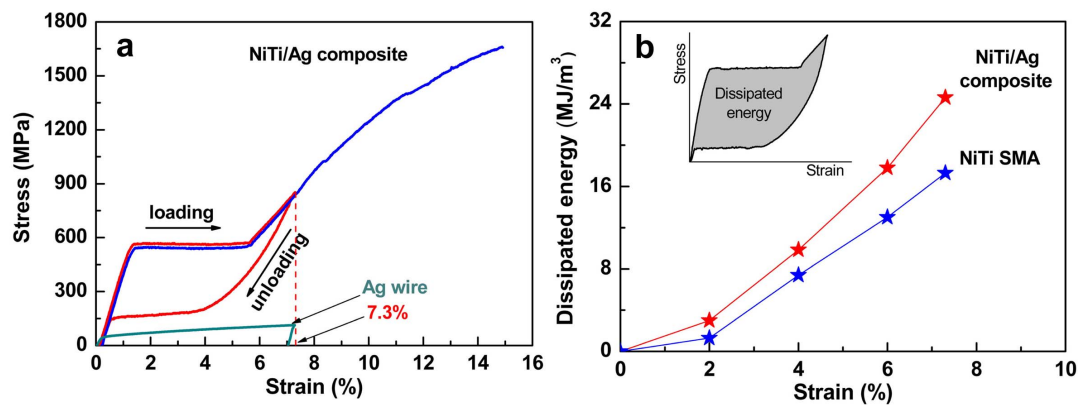 a
NiTi/Ag composite
loading
unloading
Ag wire
7.3%
1800
1500
1200
900
600
300
0
0 2 4 6 8 10 12 14 16
Stress (MPa)
Strain (%)
b
Stress
Dissipated
energy
Strain
NiTi/Ag
composite
NiTi SMA
32
24
16
8
0
0 2 4 6 8 10
Dissipated energy (MJ/m³)
Strain (%)